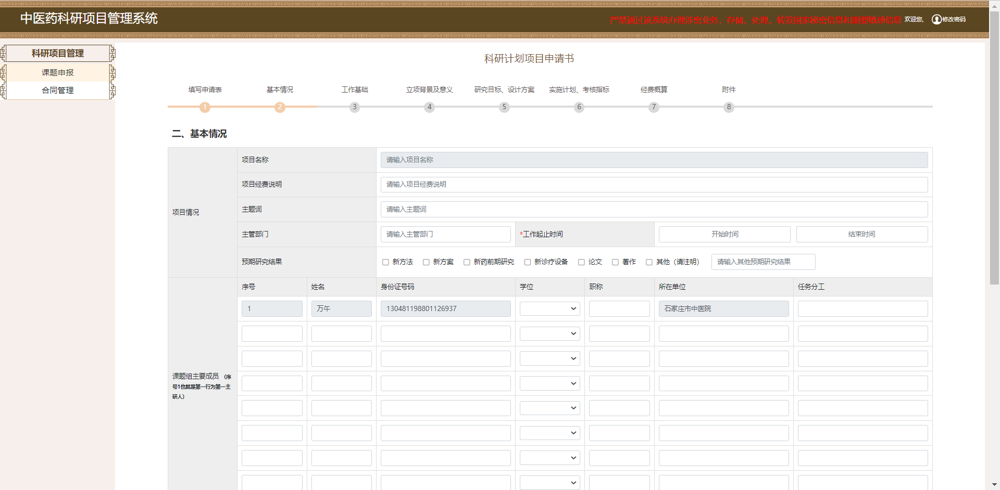 中医药科研项目管理系统
严禁通过该系统办理涉密业务，存储、处理、转发国家秘密信息和重要敏感信息 欢迎您, 修改密码
科研项目管理
课题申报
合同管理
科研计划项目申请书
填写申请表 基本情况 工作基础 立项背景及意义 研究目标、设计方案 实施计划、考核指标 经费概算 附件
1 2 3 4 5 6 7 8
二、基本情况
项目情况
项目名称 请输入项目名称
项目经费说明 请输入项目经费说明
主题词 请输入主题词
主管部门 请输入主管部门 *工作起止时间 开始时间 结束时间
预期研究结果 新方法 新方案 新药前期研究 新诊疗设备 论文 著作 其他（请注明） 请输入其他预期研究结果
序号 姓名 身份证号码 学位 职称 所在单位 任务分工
1 万午 130481198801126937 石家庄市中医院
课题组主要成员 （序
号1也就是第一行为第一主
研人）